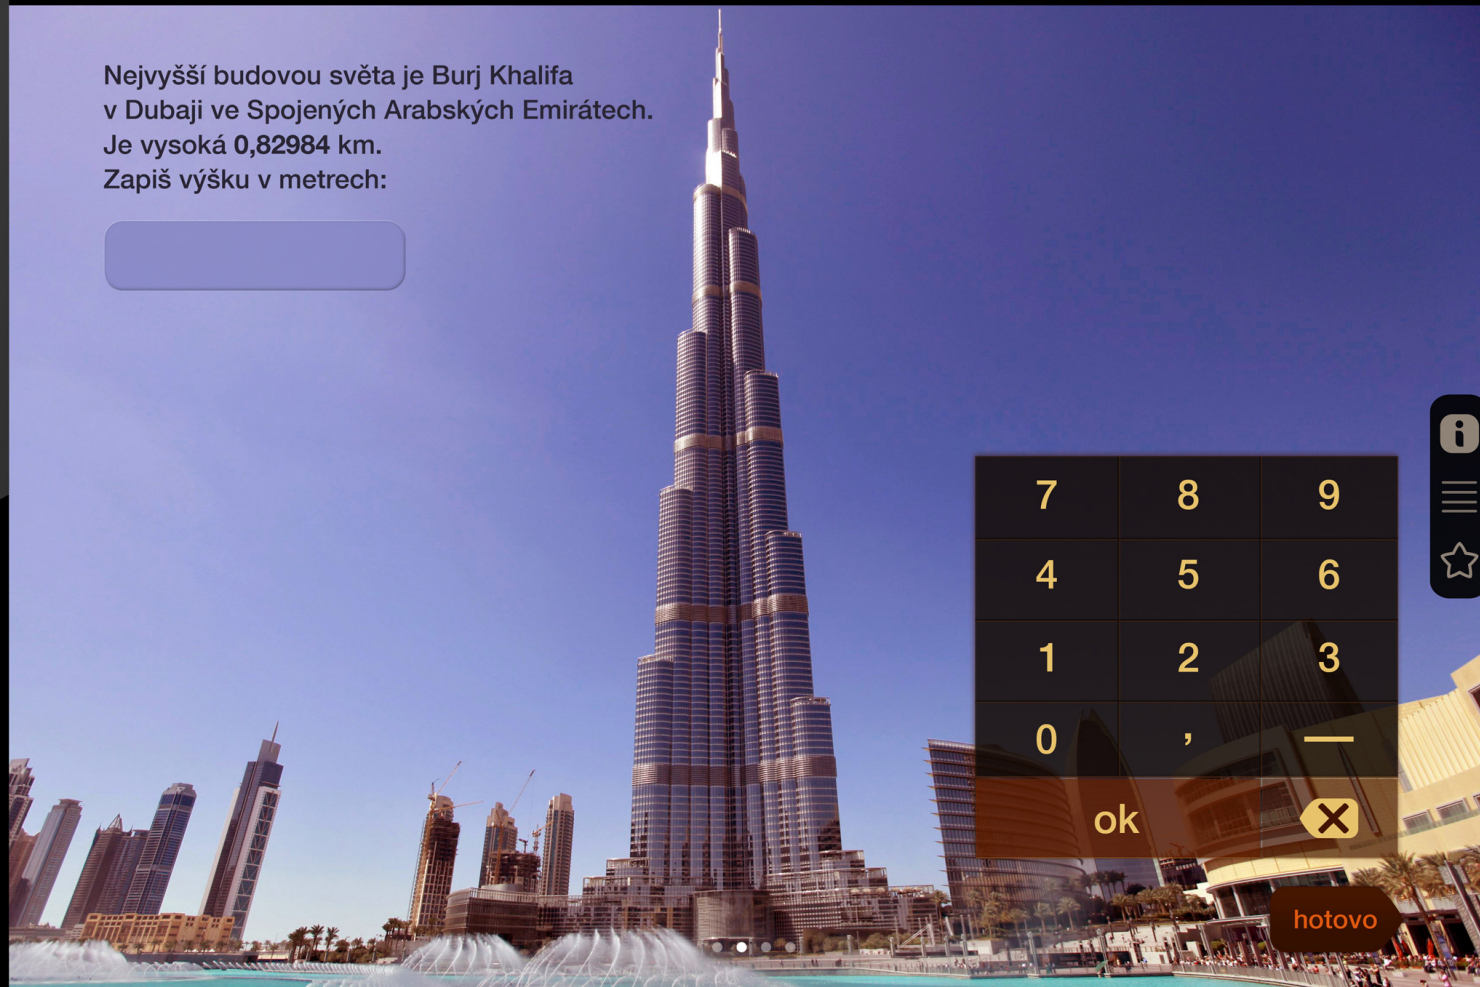 Nejvyšší budovou světa je Burj Khalifa
v Dubaji ve Spojených Arabských Emirátech.
Je vysoká 0,82984 km.
Zapiš výšku v metrech:
7 8 9
4 5 6
1 2 3
0 , —
ok
hotovo